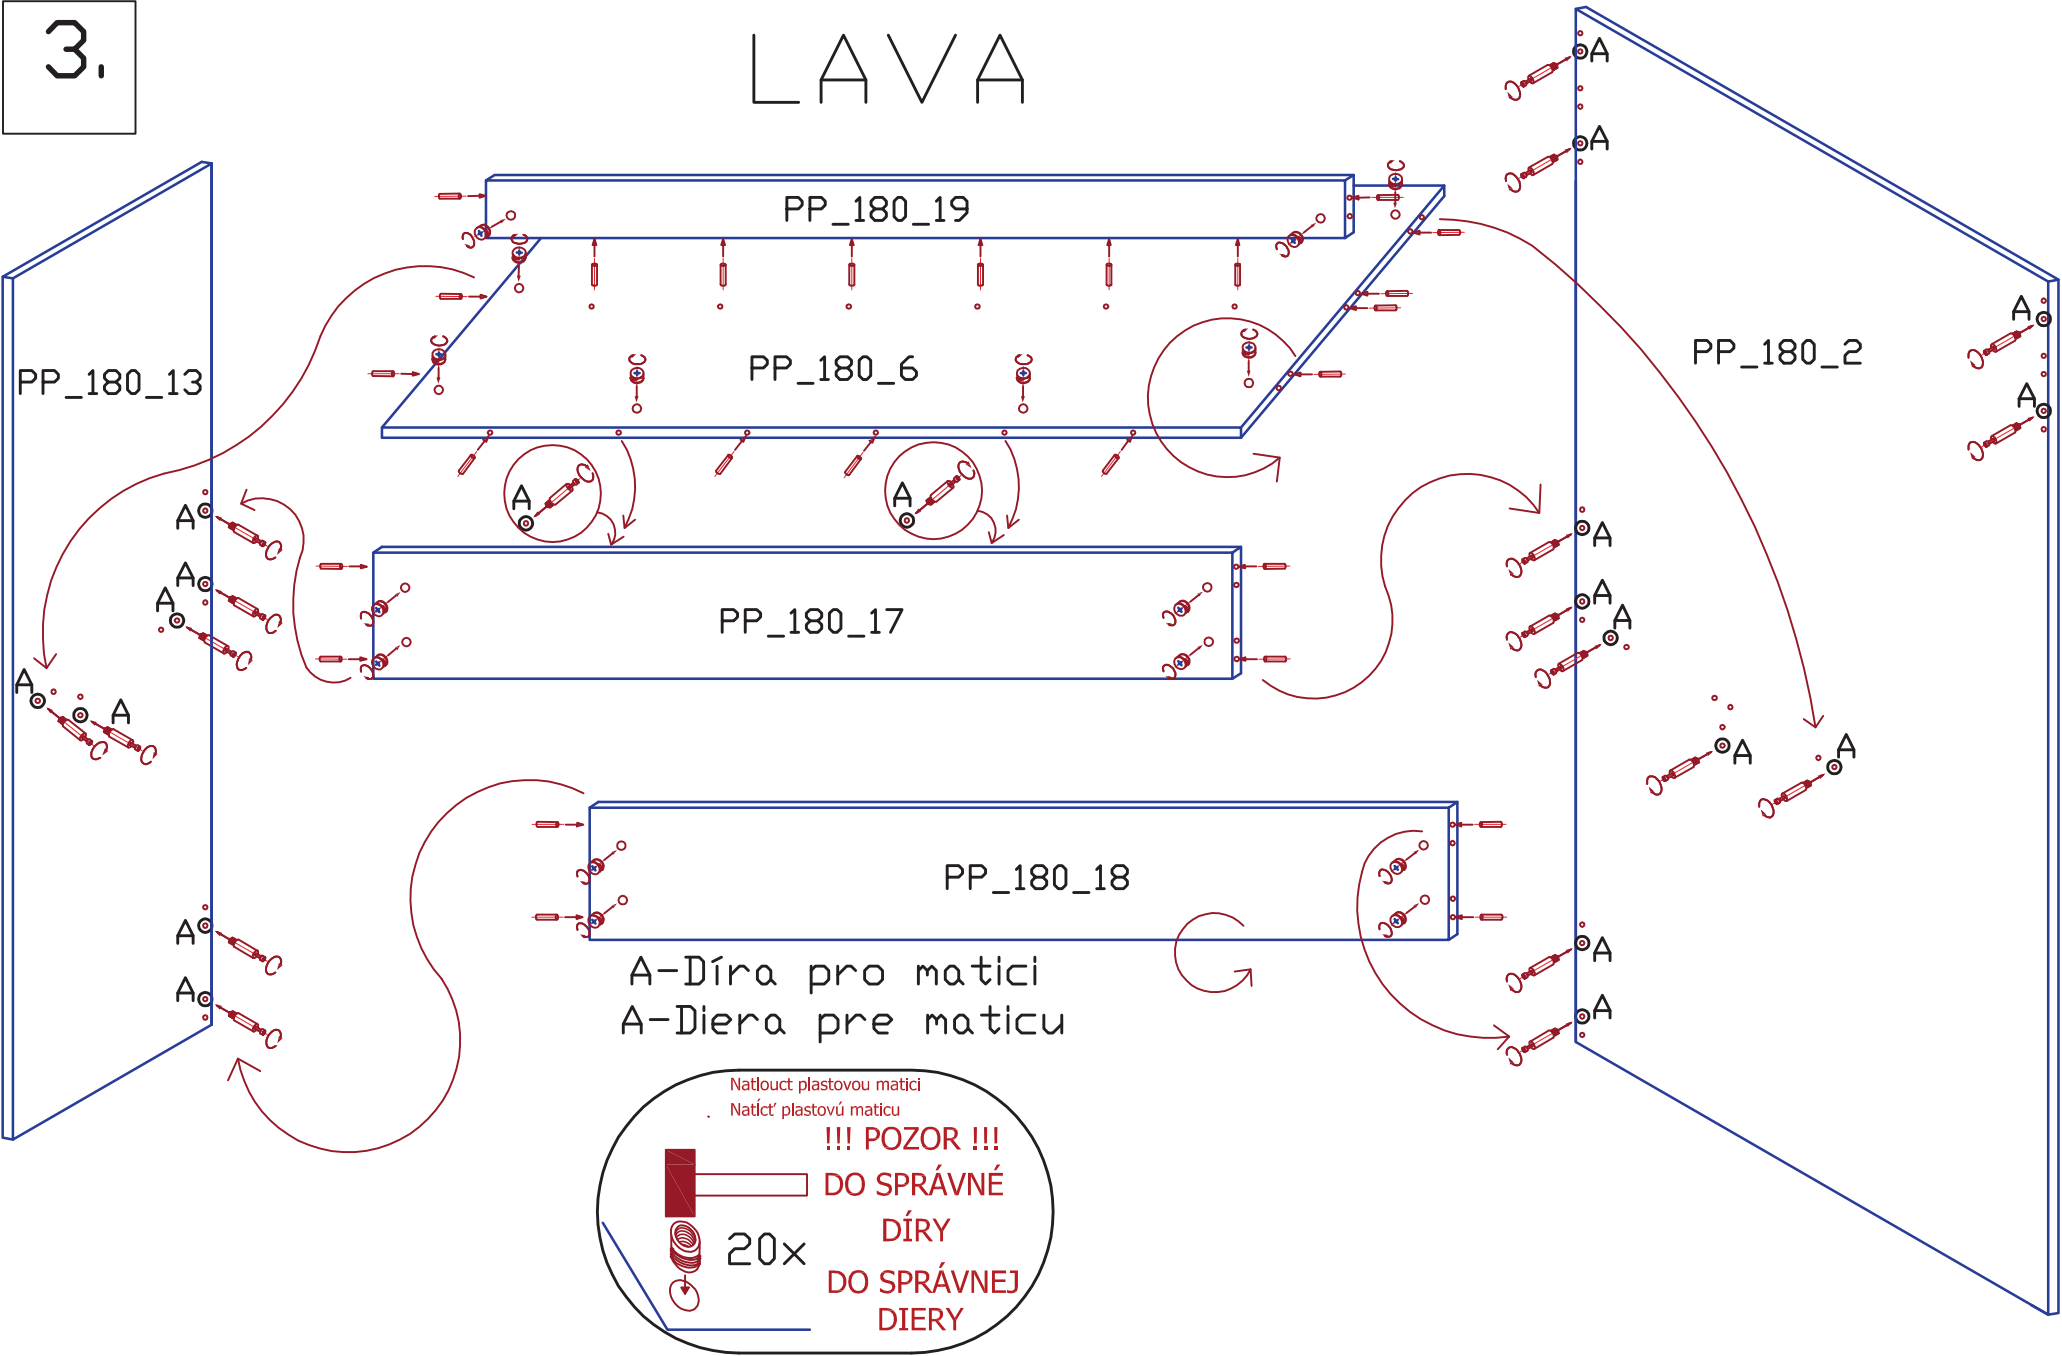 3.
LAVA
A
A
PP_180_19
A
PP_180_2
PP_180_6
PP_180_13
A
A
A
A
A
A
A
A
A
PP_180_17
A
A
A
A
A
PP_180_18
A
A
A
A
A-Díra pro matici
A-Diera pre maticu
Natlouct plastovou matici
Natĺcť plastovú maticu
!!! POZOR !!!
DO SPRÁVNÉ
DÍRY
20x
DO SPRÁVNEJ
DIERY